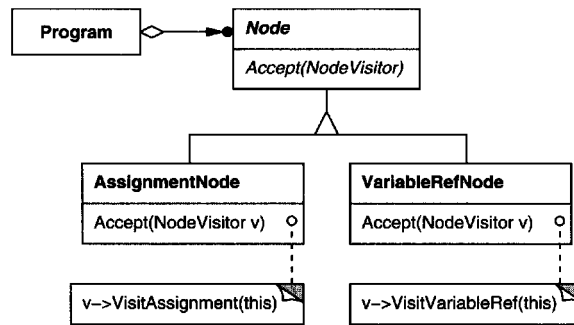 Program
Node
Accept(NodeVisitor)
AssignmentNode
Accept(NodeVisitor v)
VariableRefNode
Accept(NodeVisitor v)
v−>VisitAssignment(this)
v−>VisitVariableRef(this)